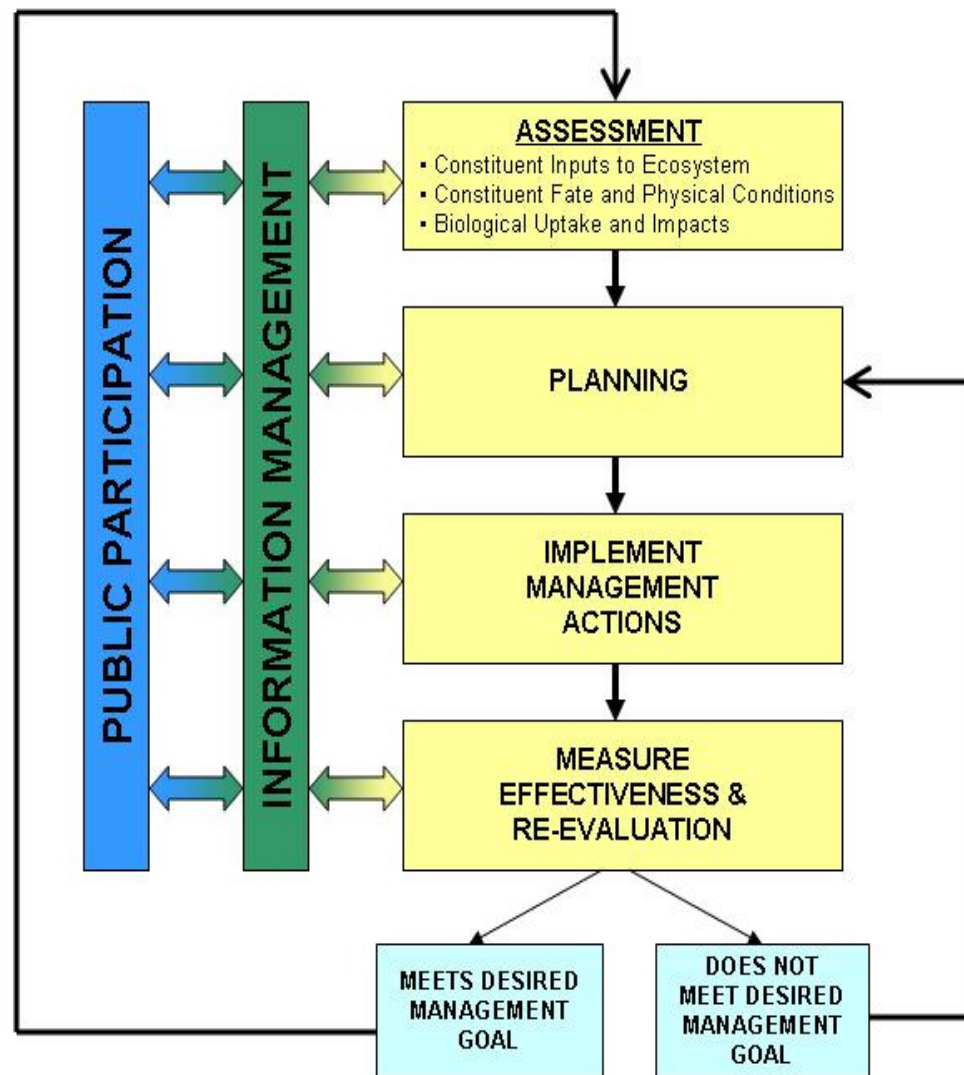 PUBLIC PARTICIPATION
INFORMATION MANAGEMENT
ASSESSMENT
▪ Constituent Inputs to Ecosystem
▪ Constituent Fate and Physical Conditions
▪ Biological Uptake and Impacts
PLANNING
IMPLEMENT
MANAGEMENT
ACTIONS
MEASURE
EFFECTIVENESS &
RE-EVALUATION
MEETS DESIRED
MANAGEMENT
GOAL
DOES NOT
MEET DESIRED
MANAGEMENT
GOAL